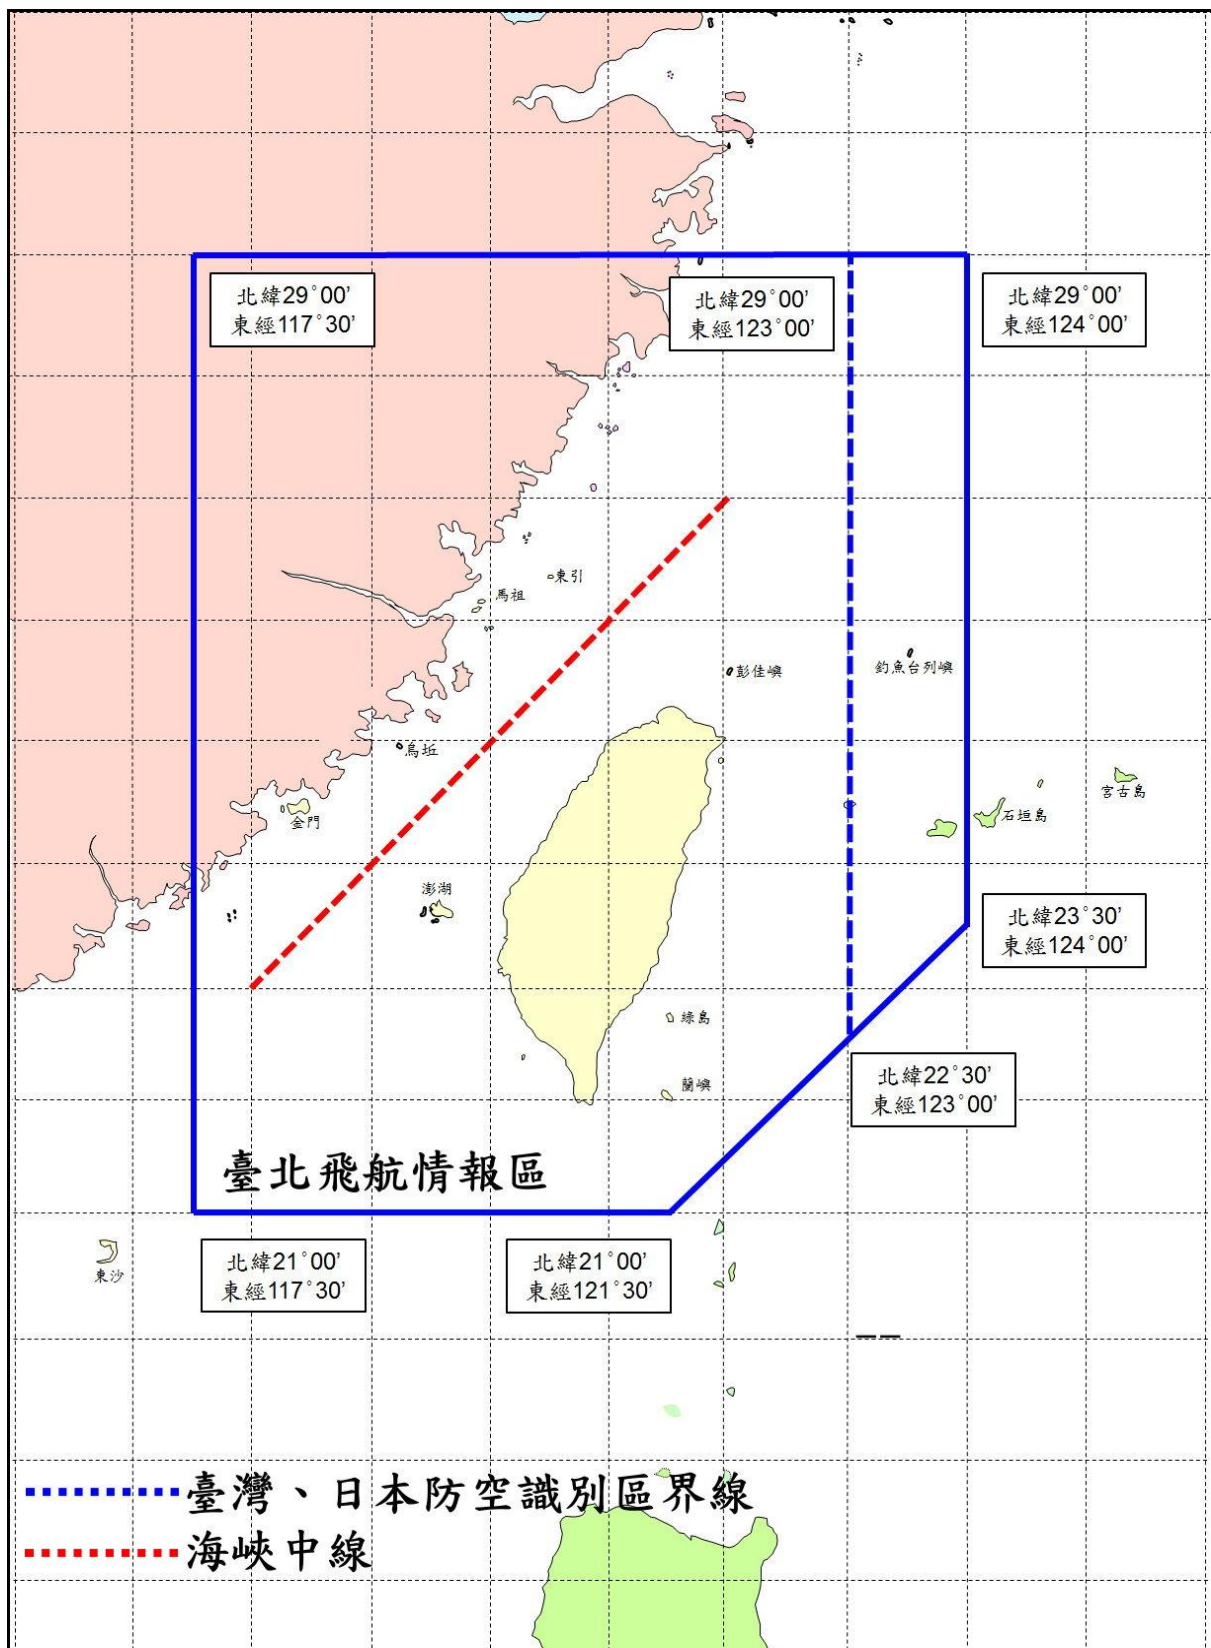 北緯29°00'
東經117°30'
北緯29°00'
東經123°00'
北緯29°00'
東經124°00'
東引
馬祖
彭佳嶼
釣魚台列嶼
烏坵
宮古島
石垣島
金門
澎湖
北緯23°30'
東經124°00'
綠島
蘭嶼
北緯22°30'
東經123°00'
臺北飛航情報區
東沙
北緯21°00'
東經117°30'
北緯21°00'
東經121°30'
臺灣、日本防空識別區界線
海峽中線